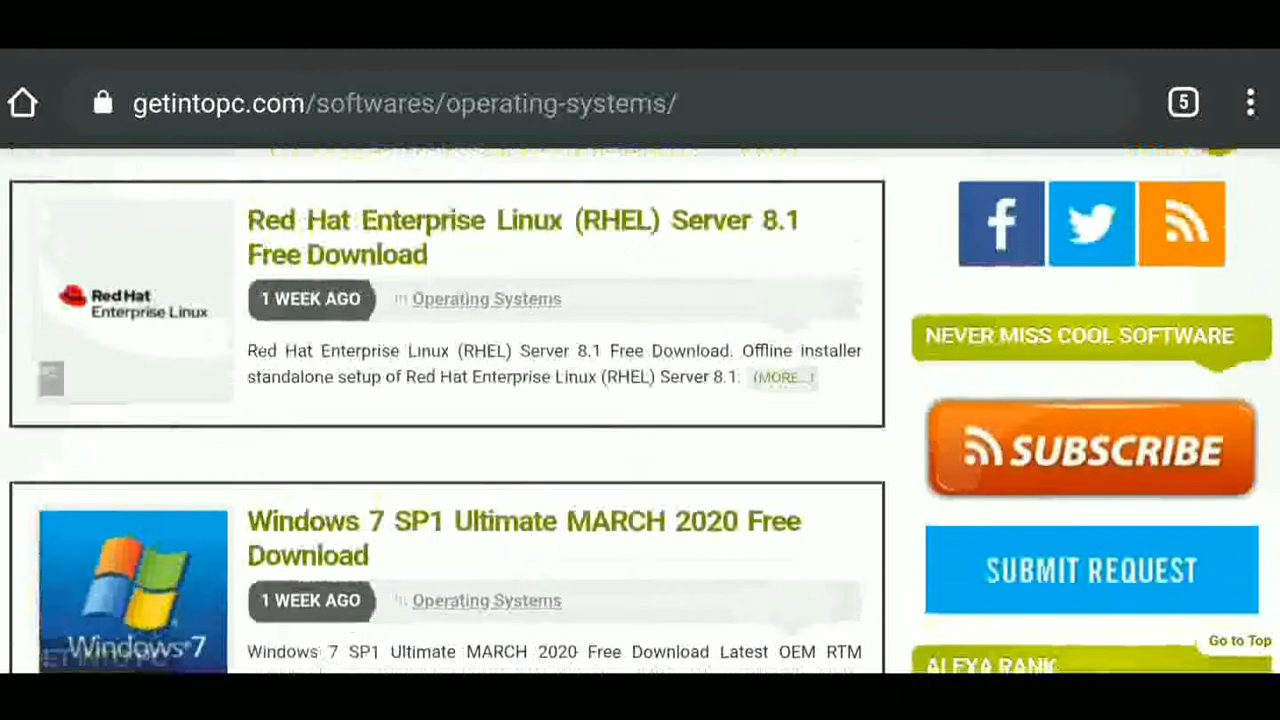 getintopc.com/softwares/operating-systems/
5
Red Hat Enterprise Linux (RHEL) Server 8.1
Free Download
1 WEEK AGO in Operating Systems
Red Hat
Enterprise Linux
Red Hat Enterprise Linux (RHEL) Server 8.1 Free Download. Offline installer
standalone setup of Red Hat Enterprise Linux (RHEL) Server 8.1. (MORE...)
Windows 7 SP1 Ultimate MARCH 2020 Free
Download
1 WEEK AGO in Operating Systems
Windows 7
Windows 7 SP1 Ultimate MARCH 2020 Free Download Latest OEM RTM
NEVER MISS COOL SOFTWARE
SUBSCRIBE
SUBMIT REQUEST
Go to Top
ALEXA RANK